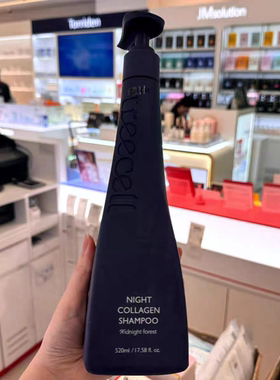 Torriden
JMsolution
treecell
NIGHT
COLLAGEN
SHAMPOO
Midnight forest
520ml / 17.58 fl. oz.